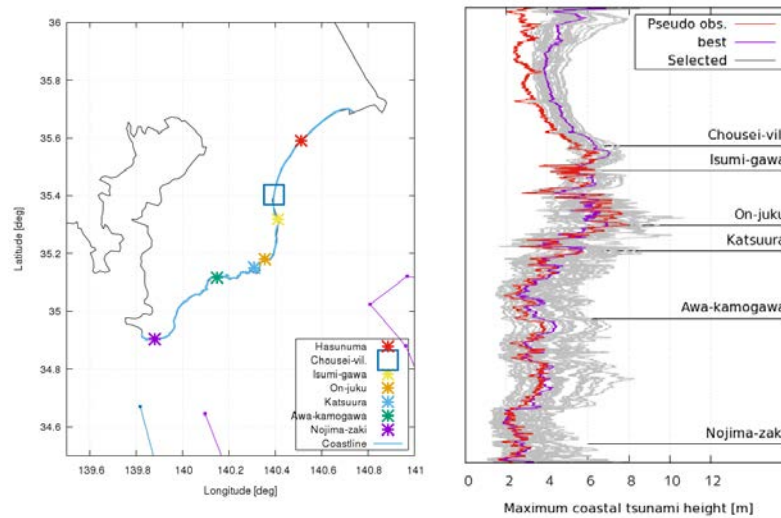 36
35.8
35.6
35.4
35.2
35
34.8
34.6
Latitude [deg]
139.6 139.8 140 140.2 140.4 140.6 140.8 141
Longitude [deg]
Hasunuma
Chousei-vil.
Isumi-gawa
On-juku
Katsuura
Awa-kamogawa
Nojima-zaki
Coastline
Pseudo obs.
best
Selected
Chousei-vil.
Isumi-gawa
On-juku
Katsuura
Awa-kamogawa
Nojima-zaki
0 2 4 6 8 10 12
Maximum coastal tsunami height [m]